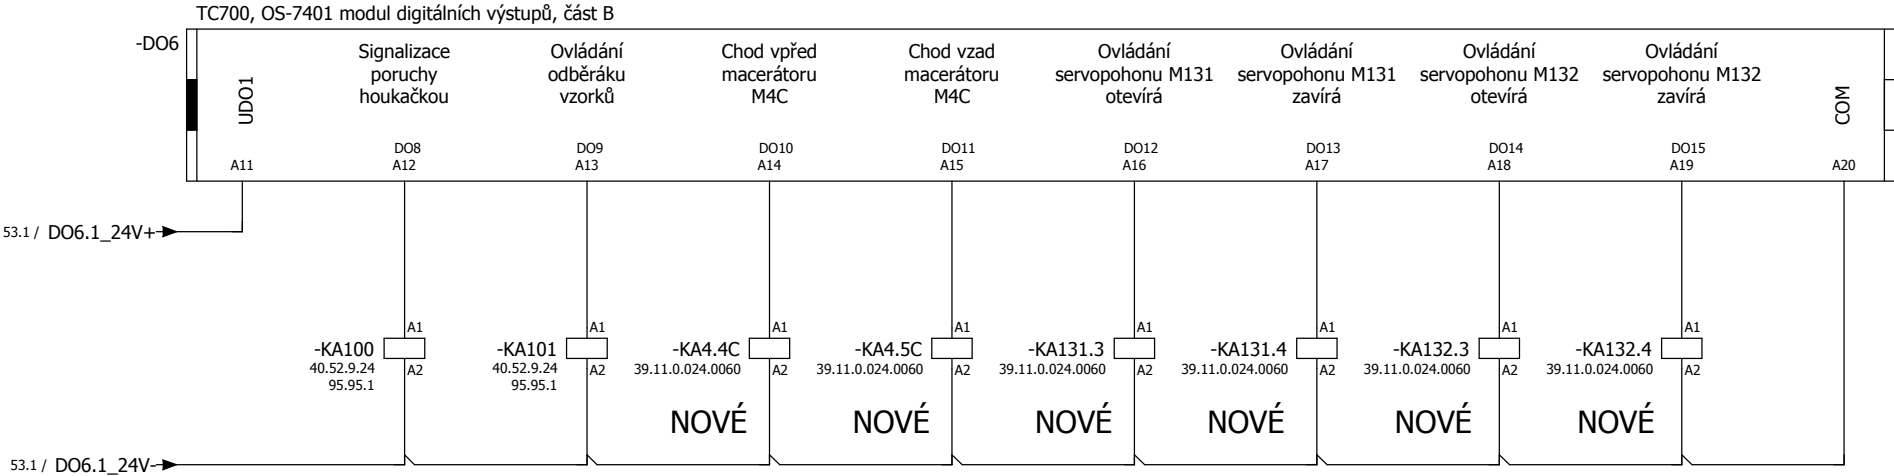 TC700, OS-7401 modul digitálních výstupů, část B
-DO6
UDO1
Signalizace
poruchy
houkačkou
Ovládání
odběráku
vzorků
Chod vpřed
macerátoru
M4C
Chod vzad
macerátoru
M4C
Ovládání
servopohonu M131
otevírá
Ovládání
servopohonu M131
zavírá
Ovládání
servopohonu M132
otevírá
Ovládání
servopohonu M132
zavírá
COM
DO8 DO9 DO10 DO11 DO12 DO13 DO14 DO15
A11 A12 A13 A14 A15 A16 A17 A18 A19 A20
53.1 / DO6.1_24V+
A1 A1 A1 A1 A1 A1 A1 A1
-KA100 -KA101 -KA4.4C -KA4.5C -KA131.3 -KA131.4 -KA132.3 -KA132.4
40.52.9.24 A2 40.52.9.24 A2 39.11.0.024.0060 A2 39.11.0.024.0060 A2 39.11.0.024.0060 A2 39.11.0.024.0060 A2 39.11.0.024.0060 A2 39.11.0.024.0060 A2
95.95.1 95.95.1
NOVÉ NOVÉ NOVÉ NOVÉ NOVÉ NOVÉ
53.1 / DO6.1_24V-